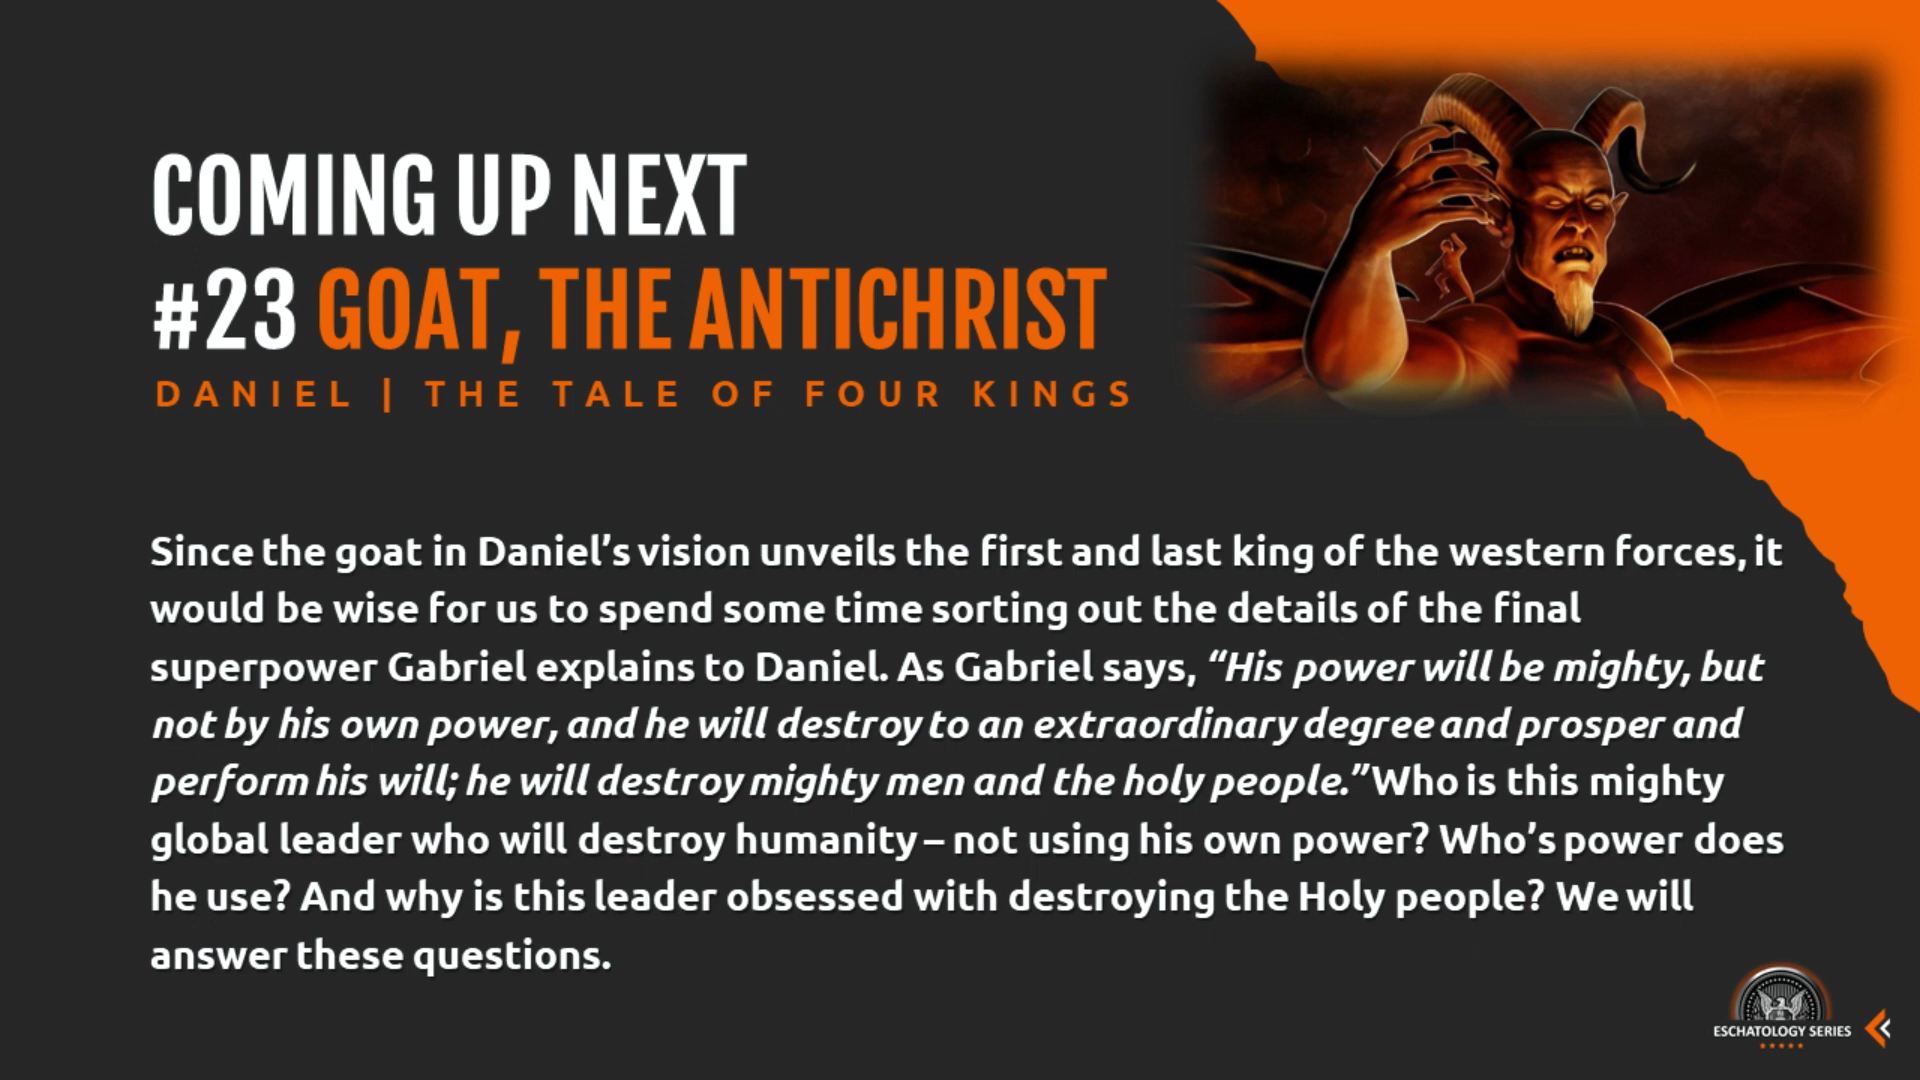 COMING UP NEXT
#23 GOAT, THE ANTICHRIST
DANIEL | THE TALE OF FOUR KINGS
Since the goat in Daniel’s vision unveils the first and last king of the western forces, it
would be wise for us to spend some time sorting out the details of the final
superpower Gabriel explains to Daniel. As Gabriel says, “His power will be mighty, but
not by his own power, and he will destroy to an extraordinary degree and prosper and
perform his will; he will destroy mighty men and the holy people.” Who is this mighty
global leader who will destroy humanity – not using his own power? Who’s power does
he use? And why is this leader obsessed with destroying the Holy people? We will
answer these questions.
ESCHATOLOGY SERIES